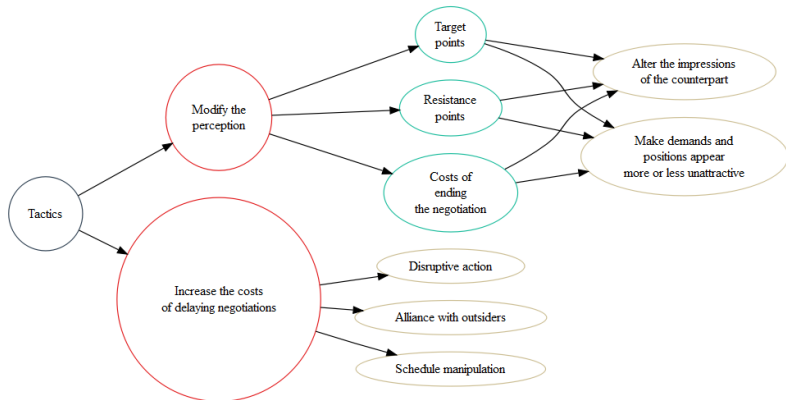 Tactics
Modify the
perception
Increase the costs
of delaying negotiations
Target
points
Resistance
points
Costs of
ending
the negotiation
Disruptive action
Alliance with outsiders
Schedule manipulation
Alter the impressions
of the counterpart
Make demands and
positions appear
more or less unattractive